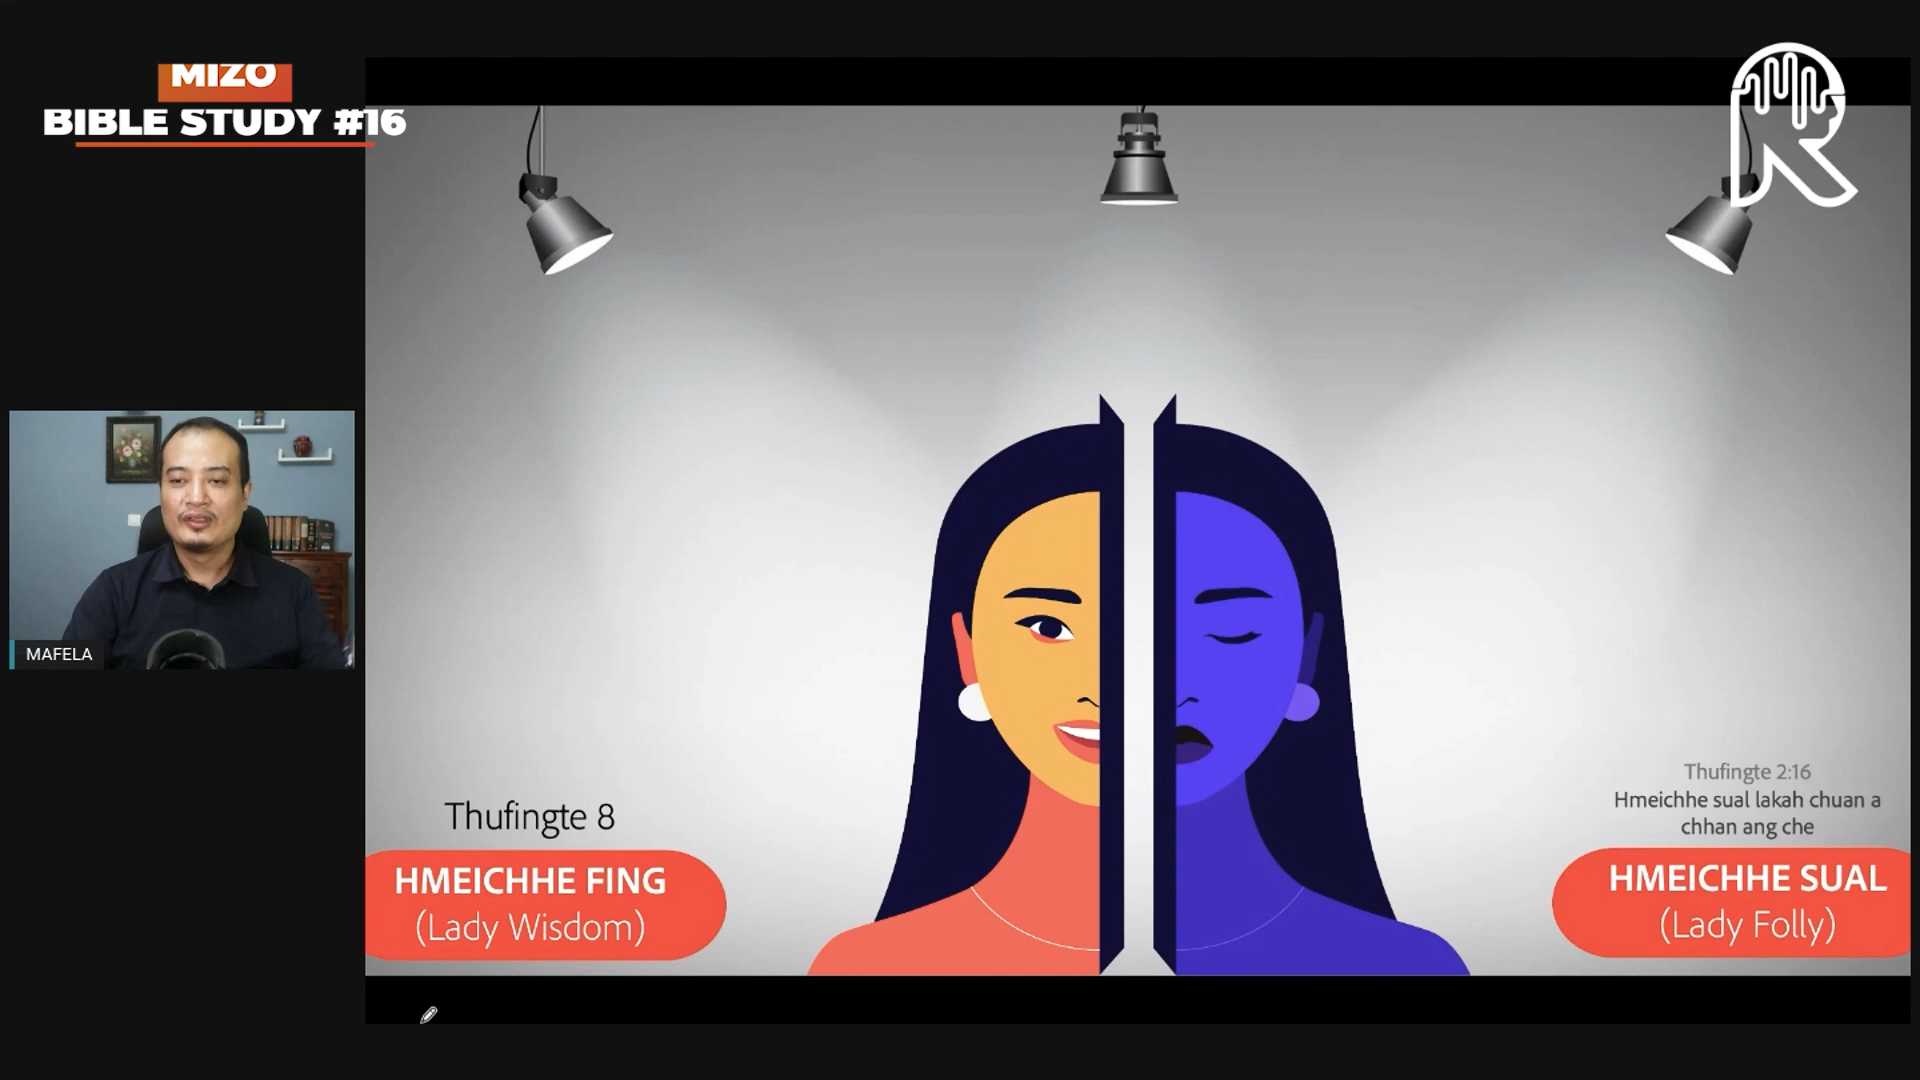 MIZO
BIBLE STUDY #16
MAFELA
Thufingte 8
HMEICHHE FING
(Lady Wisdom)
Thufingte 2:16
Hmeichhe sual lakah chuan a
chhan ang che
HMEICHHE SUAL
(Lady Folly)